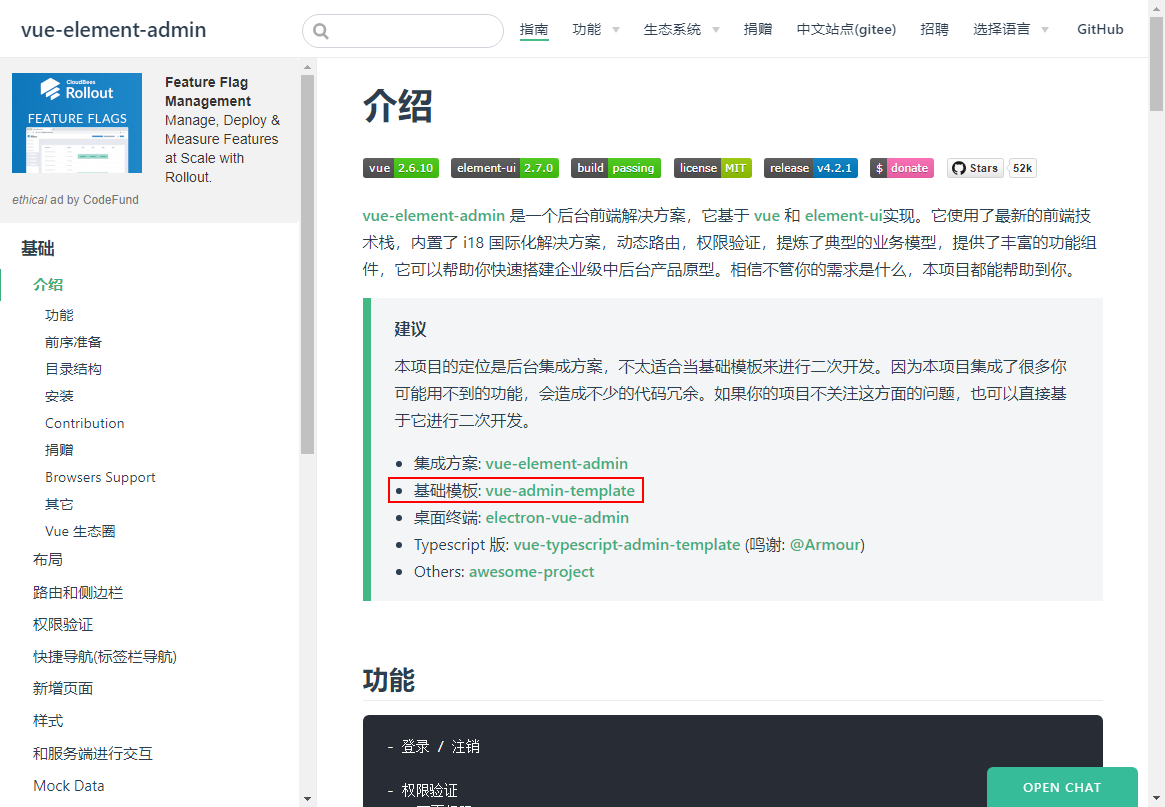 vue-element-admin
指南 功能 生态系统 捐赠 中文站点(gitee) 招聘 选择语言 GitHub
CloudBees
Rollout
FEATURE FLAGS
Feature Flag
Management
Manage, Deploy &
Measure Features
at Scale with
Rollout.
ethical ad by CodeFund
基础
介绍
功能
前序准备
目录结构
安装
Contribution
捐赠
Browsers Support
其它
Vue 生态圈
布局
路由和侧边栏
权限验证
快捷导航(标签栏导航)
新增页面
样式
和服务端进行交互
Mock Data
介绍
vue 2.6.10 element-ui 2.7.0 build passing license MIT release v4.2.1 $ donate Stars 52k
vue-element-admin 是一个后台前端解决方案，它基于 vue 和 element-ui实现。它使用了最新的前端技
术栈，内置了 i18 国际化解决方案，动态路由，权限验证，提炼了典型的业务模型，提供了丰富的功能组
件，它可以帮助你快速搭建企业级中后台产品原型。相信不管你的需求是什么，本项目都能帮助到你。
建议
本项目的定位是后台集成方案，不太适合当基础模板来进行二次开发。因为本项目集成了很多你
可能用不到的功能，会造成不少的代码冗余。如果你的项目不关注这方面的问题，也可以直接基
于它进行二次开发。
• 集成方案: vue-element-admin
• 基础模板: vue-admin-template
• 桌面终端: electron-vue-admin
• Typescript 版: vue-typescript-admin-template (鸣谢: @Armour)
• Others: awesome-project
功能
- 登录 / 注销
- 权限验证
OPEN CHAT